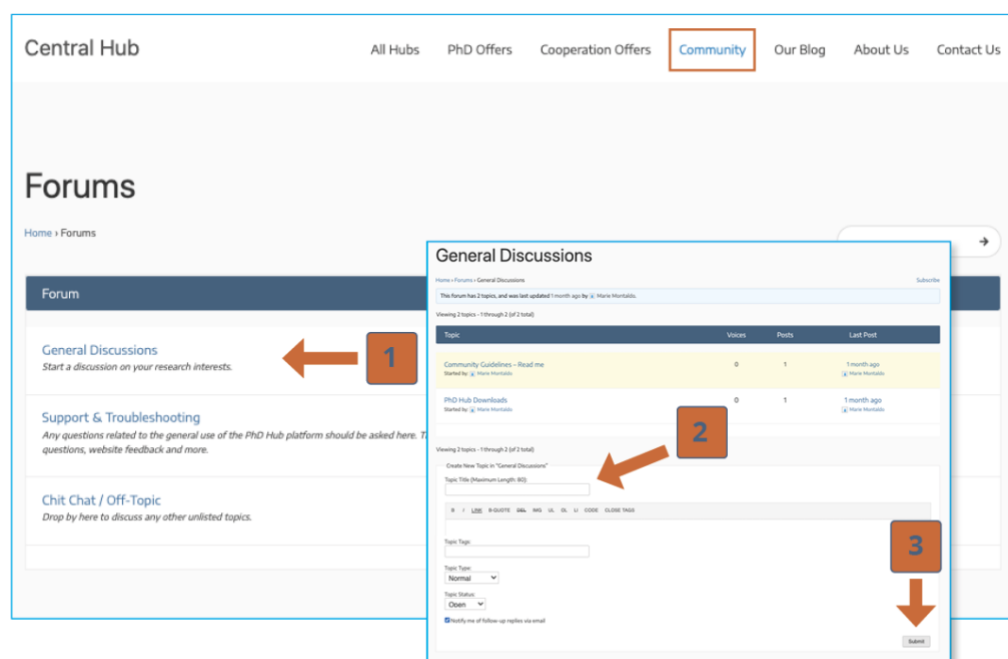 Central Hub
All Hubs PhD Offers Cooperation Offers Community Our Blog About Us Contact Us
Forums
Home › Forums
Forum
General Discussions
Start a discussion on your research interests.
1
Support & Troubleshooting
Any questions related to the general use of the PhD Hub platform should be asked here.
questions, website feedback and more.
Chit Chat / Off-Topic
Drop by here to discuss any other unlisted topics.
General Discussions
Home › Forums › General Discussions
Subscribe
This forum has 2 topics, and was last updated 1 month ago by Marie Montaldo.
Viewing 2 topics - 1 through 2 (of 2 total)
Topic Voices Posts Last Post
Community Guidelines – Read me 0 1 1 month ago
Started by: Marie Montaldo Marie Montaldo
PhD Hub Downloads 0 1 1 month ago
Started by: Marie Montaldo Marie Montaldo
2
Viewing 2 topics - 1 through 2 (of 2 total)
Create New Topic in "General Discussions"
Topic Title (Maximum Length: 80)
B I LINK B-QUOTE DEL IMG UL OL LI CODE CLOSE TAGS
Topic Tags:
3
Topic Type:
Normal
Topic Status:
Open
Notify me of follow-up replies via email
Submit